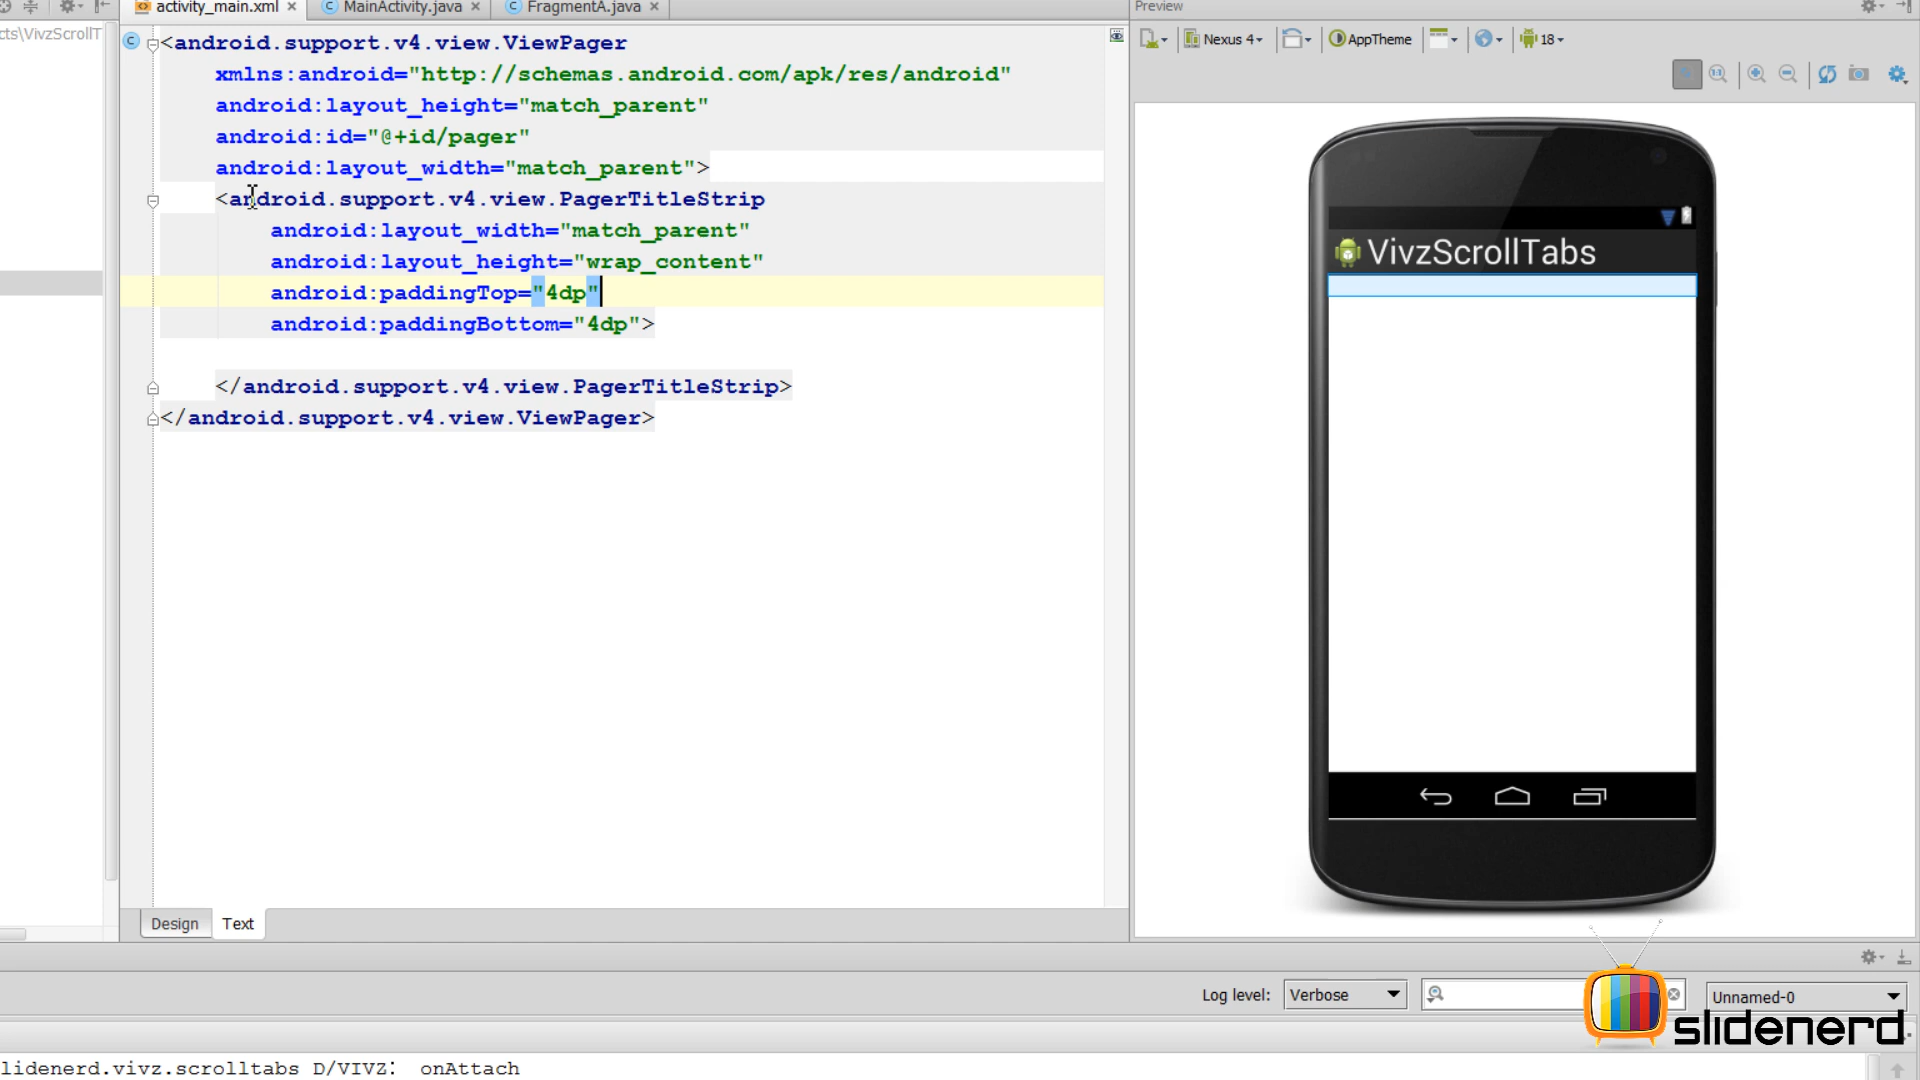 activity_main.xml
MainActivity.java
FragmentA.java
Preview
cts\VivzScrollT
Nexus 4
AppTheme
18
<android.support.v4.view.ViewPager
xmlns:android="http://schemas.android.com/apk/res/android"
android:layout_height="match_parent"
android:id="@+id/pager"
android:layout_width="match_parent">
<android.support.v4.view.PagerTitleStrip
android:layout_width="match_parent"
android:layout_height="wrap_content"
android:paddingTop="4dp"
android:paddingBottom="4dp">
</android.support.v4.view.PagerTitleStrip>
</android.support.v4.view.ViewPager>
VivzScrollTabs
Design
Text
Log level:
Verbose
Unnamed-0
slidenerd
lidenerd.vivz.scrolltabs D/VIVZ: onAttach